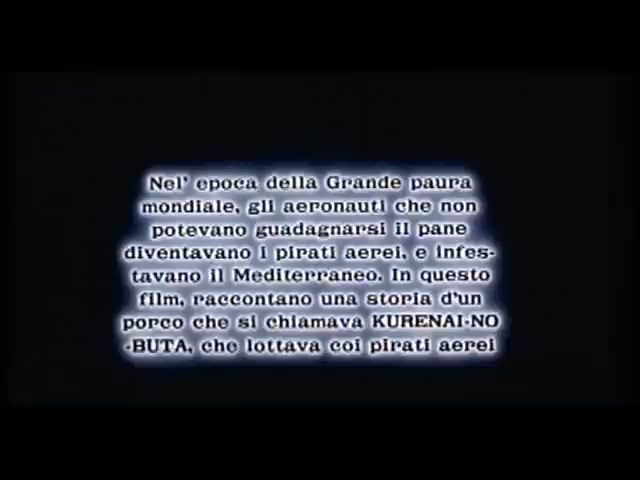 Nel' epoca della Grande paura
mondiale, gli aeronauti che non
potevano guadagnarsi il pane
diventavano i pirati aerei, e infes-
tavano il Mediterraneo. In questo
film, raccontano una storia d'un
porco che si chiamava KURENAI-NO
-BUTA, che lottava coi pirati aerei